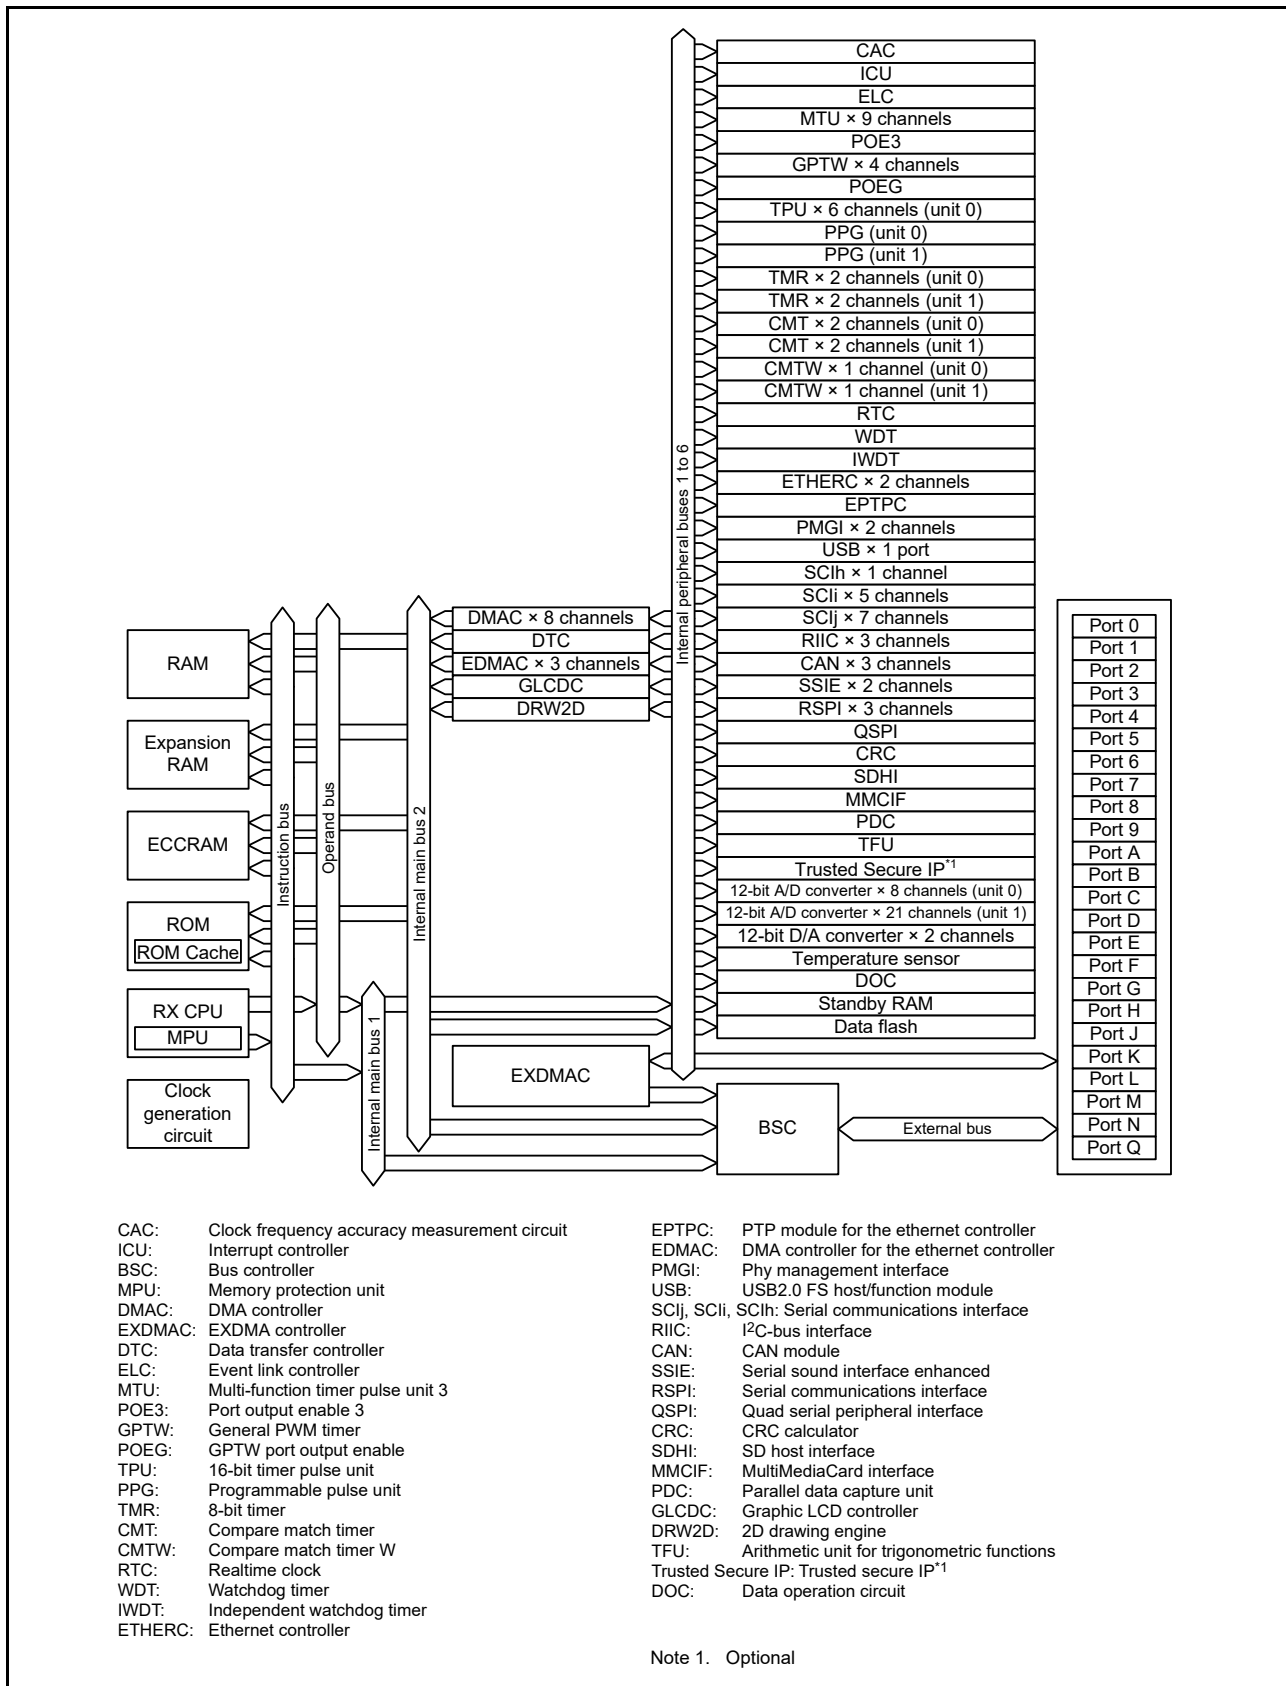 CAC
ICU
ELC
MTU × 9 channels
POE3
GPTW × 4 channels
POEG
TPU × 6 channels (unit 0)
PPG (unit 0)
PPG (unit 1)
TMR × 2 channels (unit 0)
TMR × 2 channels (unit 1)
CMT × 2 channels (unit 0)
CMT × 2 channels (unit 1)
CMTW × 1 channel (unit 0)
CMTW × 1 channel (unit 1)
RTC
WDT
IWDT
ETHERC × 2 channels
EPTPC
PMGI × 2 channels
USB × 1 port
SCIh × 1 channel
SCIi × 5 channels
SCIj × 7 channels
RIIC × 3 channels
CAN × 3 channels
SSIE × 2 channels
RSPI × 3 channels
QSPI
CRC
SDHI
MMCIF
PDC
TFU
Trusted Secure IP*1
12-bit A/D converter × 8 channels (unit 0)
12-bit A/D converter × 21 channels (unit 1)
12-bit D/A converter × 2 channels
Temperature sensor
DOC
Standby RAM
Data flash
Internal peripheral buses 1 to 6
DMAC × 8 channels
DTC
EDMAC × 3 channels
GLCDC
DRW2D
RAM
Expansion
RAM
ECCRAM
ROM
ROM Cache
RX CPU
MPU
Clock
generation
circuit
Instruction bus
Operand bus
Internal main bus 2
Internal main bus 1
EXDMAC
BSC
External bus
Port 0
Port 1
Port 2
Port 3
Port 4
Port 5
Port 6
Port 7
Port 8
Port 9
Port A
Port B
Port C
Port D
Port E
Port F
Port G
Port H
Port J
Port K
Port L
Port M
Port N
Port Q
CAC: Clock frequency accuracy measurement circuit
ICU: Interrupt controller
BSC: Bus controller
MPU: Memory protection unit
DMAC: DMA controller
EXDMAC: EXDMA controller
DTC: Data transfer controller
ELC: Event link controller
MTU: Multi-function timer pulse unit 3
POE3: Port output enable 3
GPTW: General PWM timer
POEG: GPTW port output enable
TPU: 16-bit timer pulse unit
PPG: Programmable pulse unit
TMR: 8-bit timer
CMT: Compare match timer
CMTW: Compare match timer W
RTC: Realtime clock
WDT: Watchdog timer
IWDT: Independent watchdog timer
ETHERC: Ethernet controller
EPTPC: PTP module for the ethernet controller
EDMAC: DMA controller for the ethernet controller
PMGI: Phy management interface
USB: USB2.0 FS host/function module
SCIj, SCIi, SCIh: Serial communications interface
RIIC: I2C-bus interface
CAN: CAN module
SSIE: Serial sound interface enhanced
RSPI: Serial communications interface
QSPI: Quad serial peripheral interface
CRC: CRC calculator
SDHI: SD host interface
MMCIF: MultiMediaCard interface
PDC: Parallel data capture unit
GLCDC: Graphic LCD controller
DRW2D: 2D drawing engine
TFU: Arithmetic unit for trigonometric functions
Trusted Secure IP: Trusted secure IP*1
DOC: Data operation circuit
Note 1. Optional